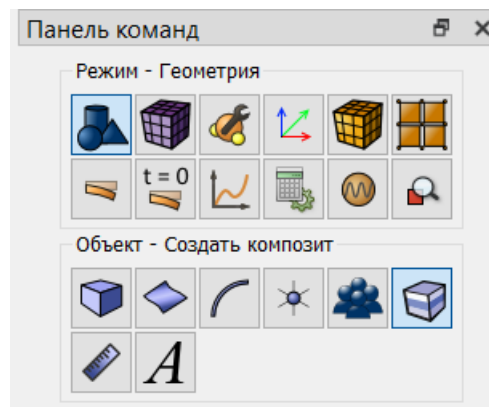 Панель команд
Режим - Геометрия
t = 0
Объект - Создать композит
A